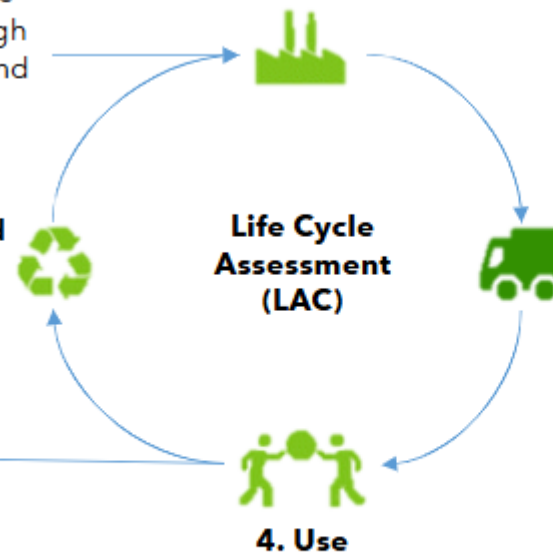 gh
nd
Life Cycle
Assessment
(LAC)
4. Use